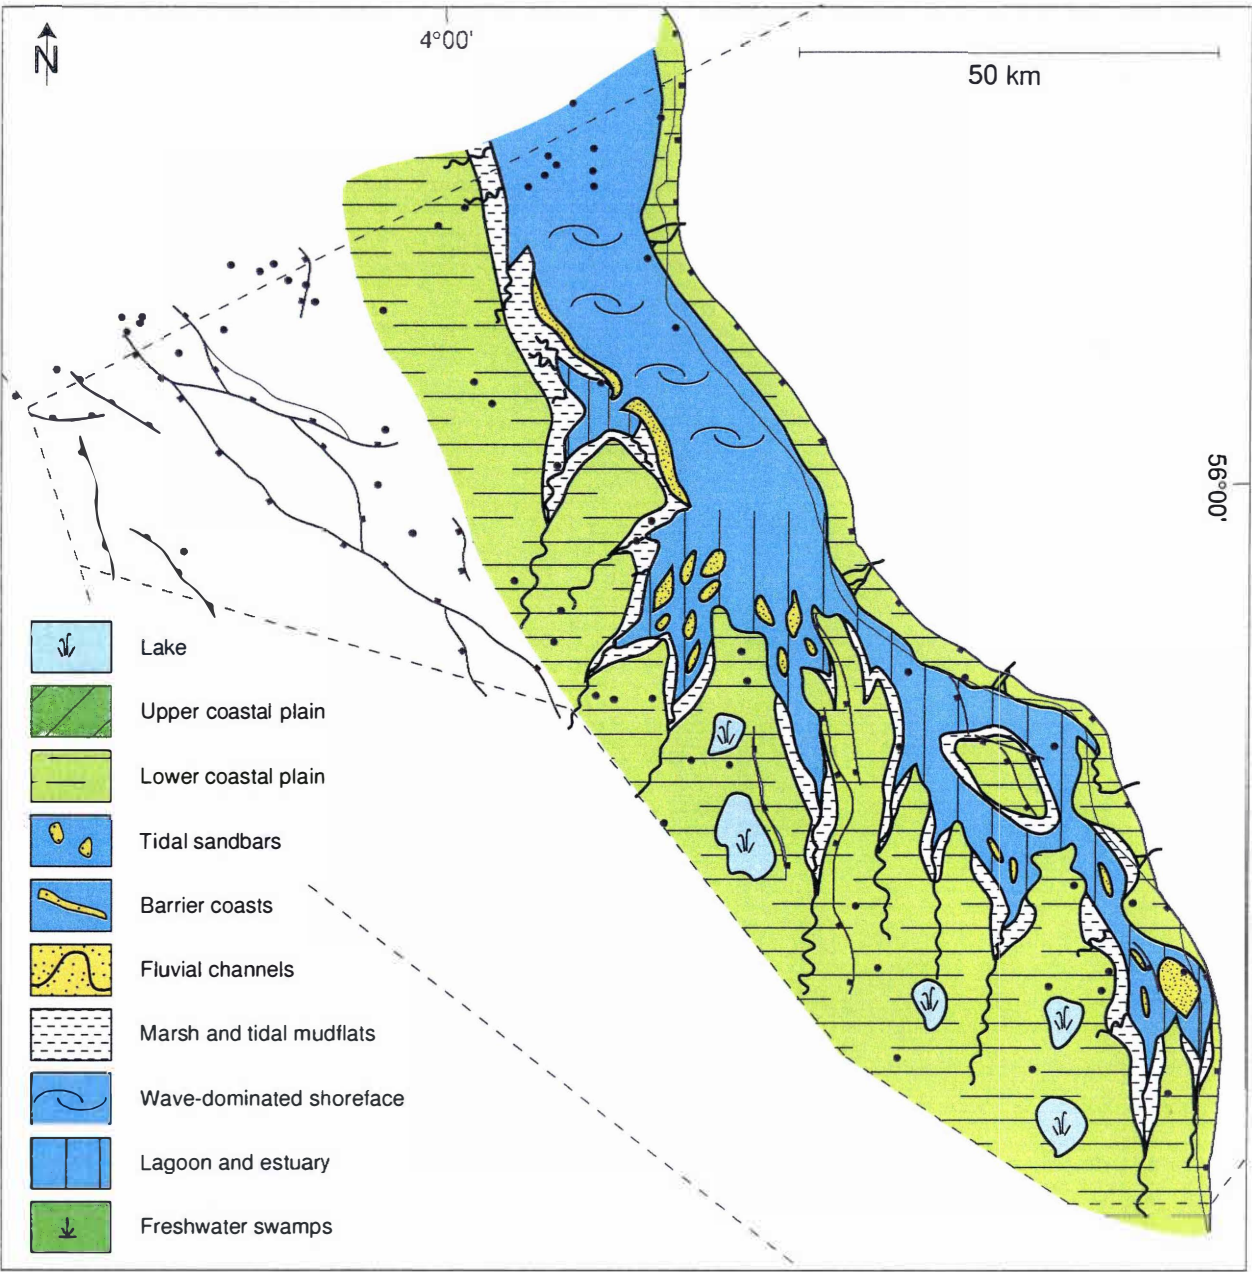 N
4°00'
50 km
56°00'
Lake
Upper coastal plain
Lower coastal plain
Tidal sandbars
Barrier coasts
Fluvial channels
Marsh and tidal mudflats
Wave-dominated shoreface
Lagoon and estuary
Freshwater swamps